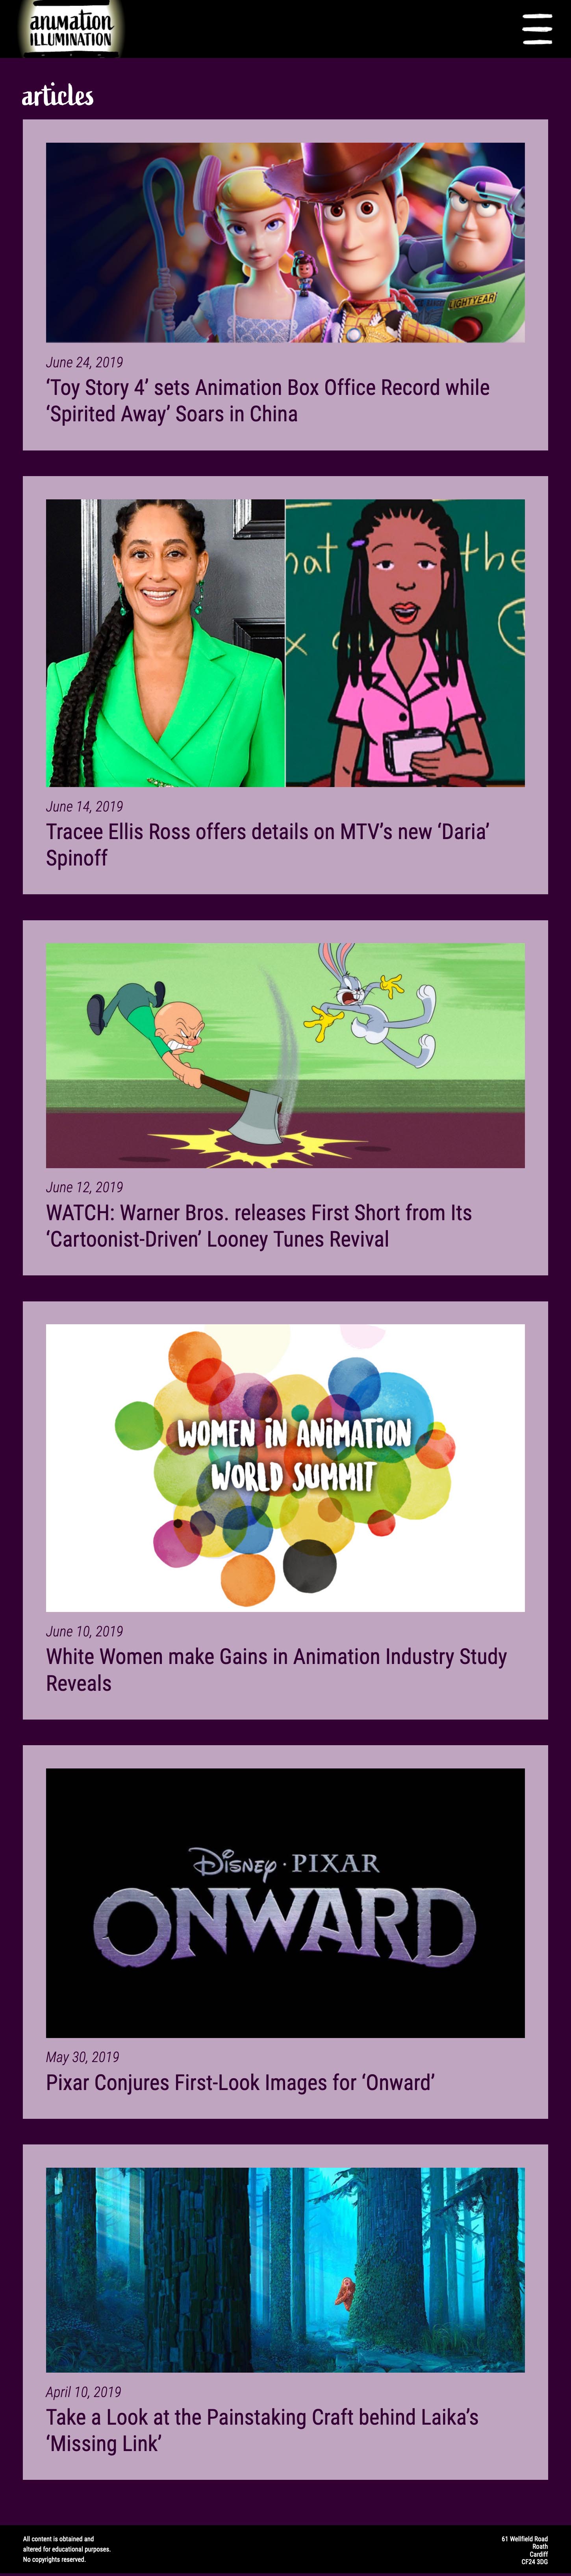 anımation
ILLUMINATION
articles
LIGHTYEAR
June 24, 2019
‘Toy Story 4’ sets Animation Box Office Record while
‘Spirited Away’ Soars in China
hat the
x
June 14, 2019
Tracee Ellis Ross offers details on MTV’s new ‘Daria’
Spinoff
June 12, 2019
WATCH: Warner Bros. releases First Short from Its
‘Cartoonist-Driven’ Looney Tunes Revival
WOMEN iN ANiMATiON
WORLD SUMMiT
June 10, 2019
White Women make Gains in Animation Industry Study
Reveals
DISNEY · PIXAR
ONWARD
May 30, 2019
Pixar Conjures First-Look Images for ‘Onward’
April 10, 2019
Take a Look at the Painstaking Craft behind Laika’s
‘Missing Link’
All content is obtained and
altered for educational purposes.
No copyrights reserved.
61 Wellfield Road
Roath
Cardiff
CF24 3DG